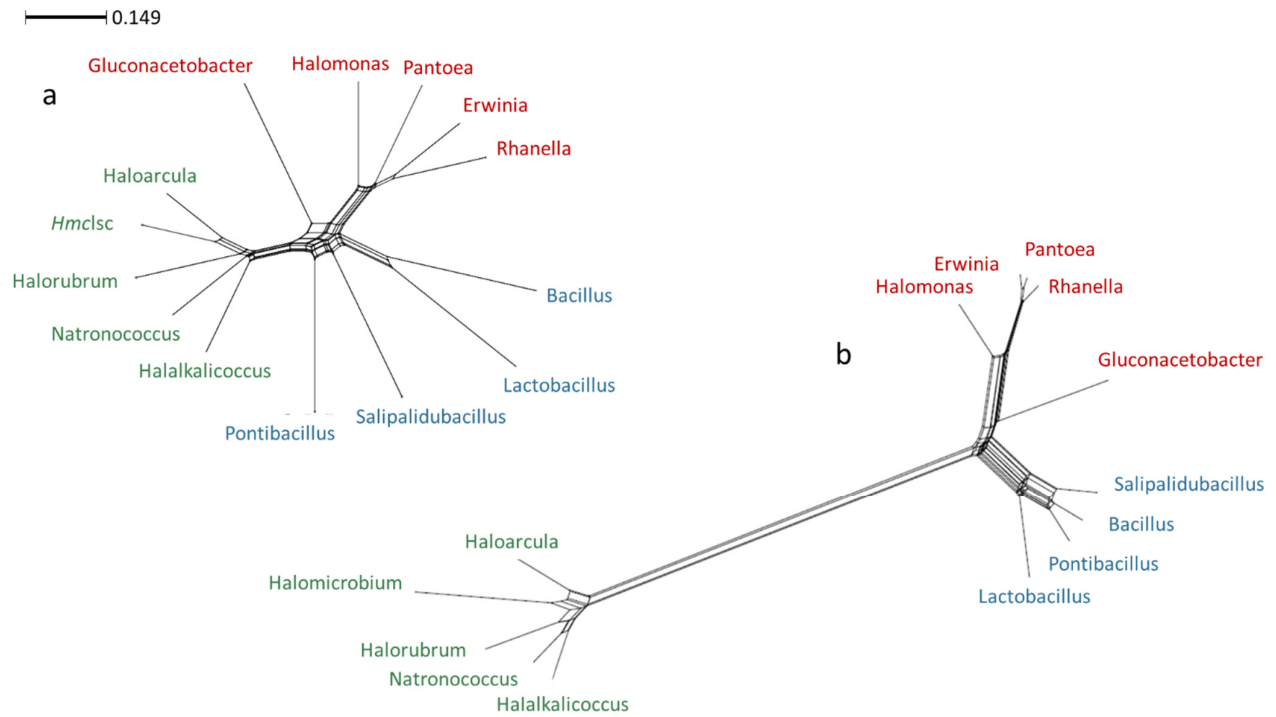 0.149
a
Gluconacetobacter
Halomonas
Pantoea
Erwinia
Rhanella
Haloarcula
Hmclsc
Halorubrum
Natronococcus
Halalkalicoccus
Pontibacillus
Salipalidubacillus
Lactobacillus
Bacillus
b
Pantoea
Erwinia
Halomonas
Rhanella
Gluconacetobacter
Salipalidubacillus
Bacillus
Pontibacillus
Lactobacillus
Haloarcula
Halomicrobium
Halorubrum
Natronococcus
Halalkalicoccus